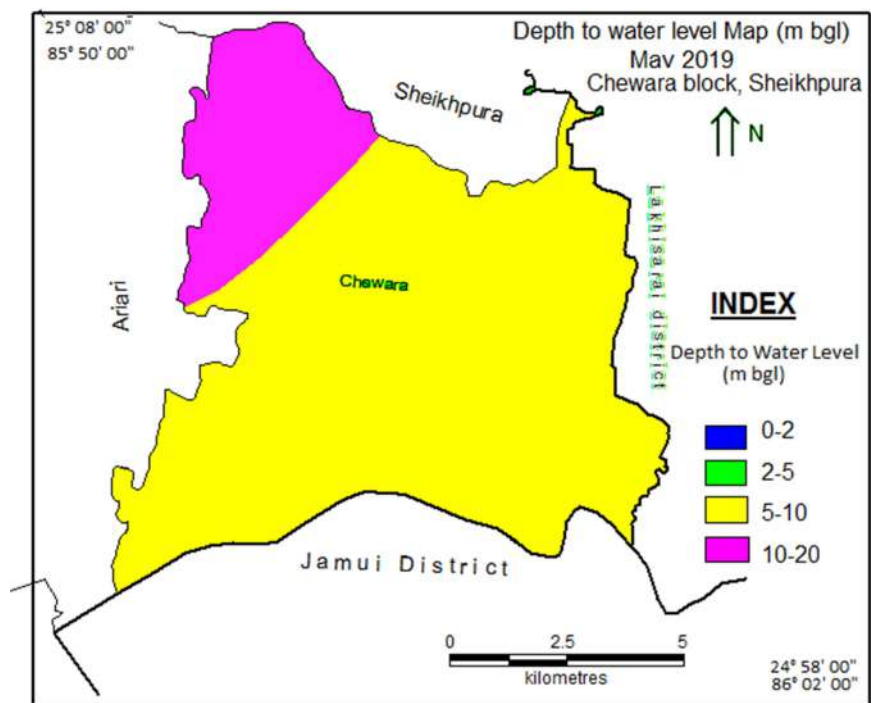 25° 08' 00"
85° 50' 00"
Depth to water level Map (m bgl)
May 2019
Chewara block, Sheikhpura
Sheikhpura
N
Lakhisarai district
Chewara
Ariari
INDEX
Depth to Water Level
(m bgl)
0-2
2-5
5-10
10-20
Jamui District
0 2.5 5
kilometres
24° 58' 00"
86° 02' 00"